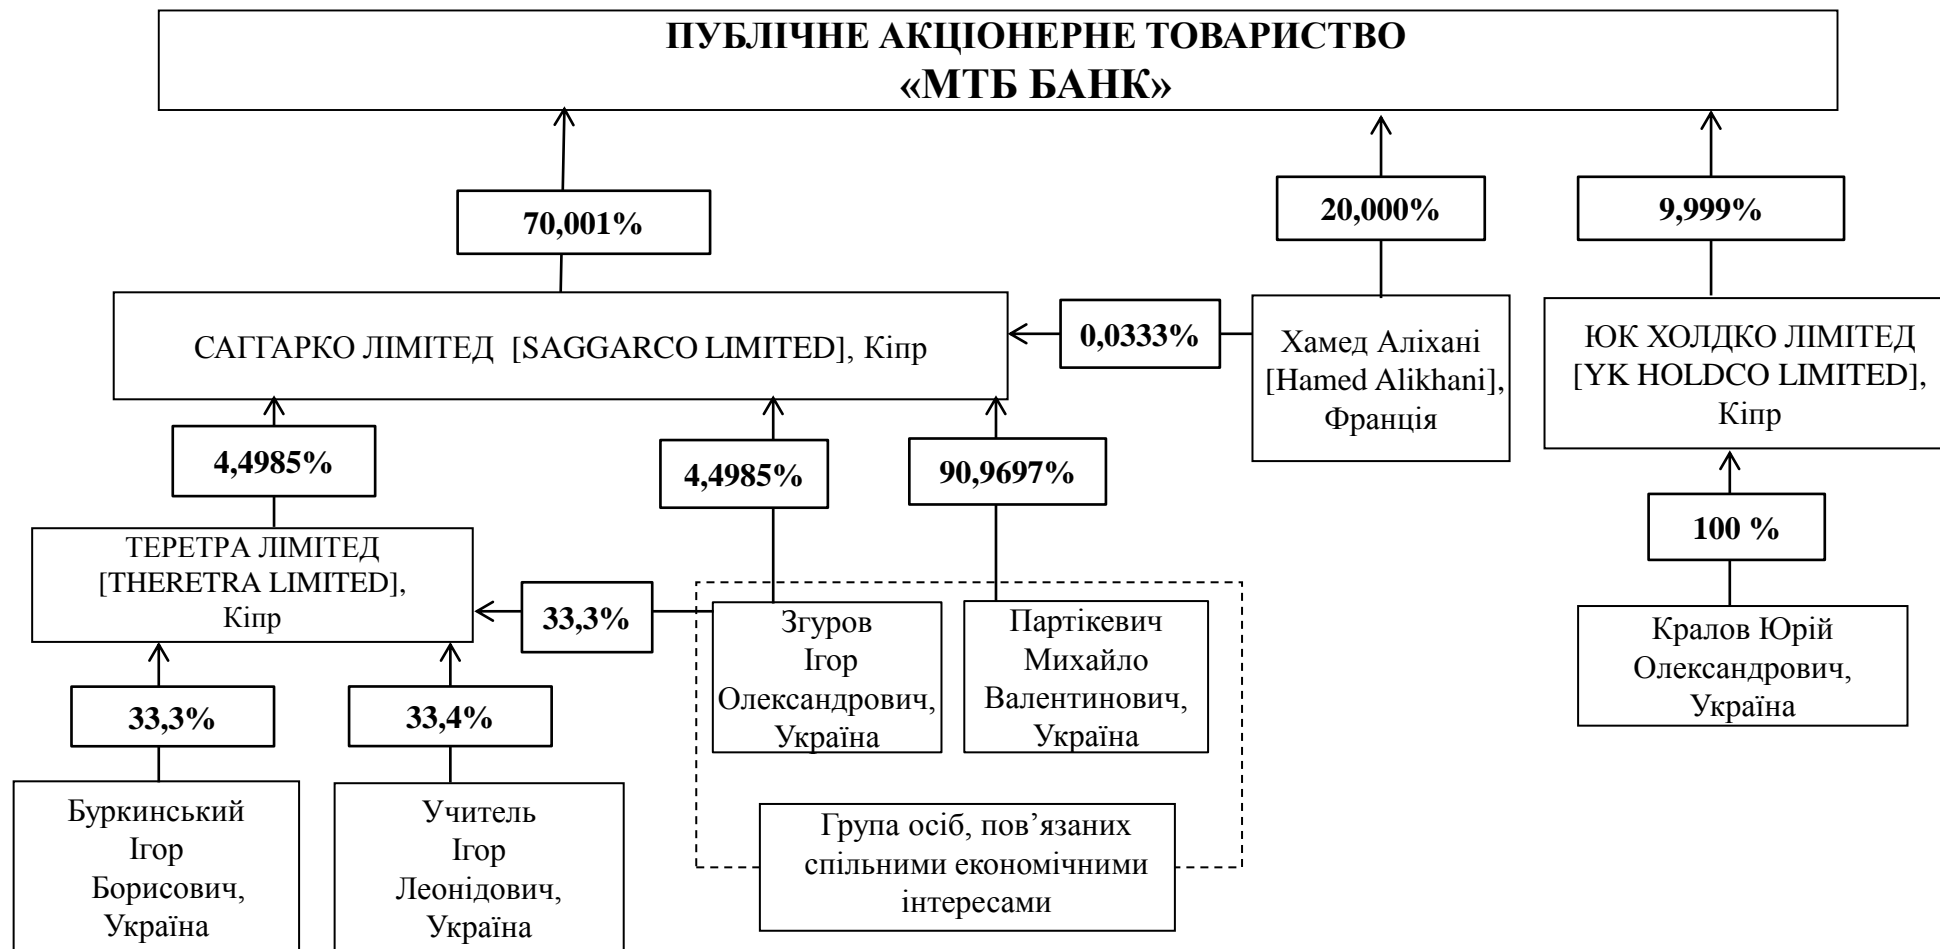 ПУБЛІЧНЕ АКЦІОНЕРНЕ ТОВАРИСТВО
«МТБ БАНК»
70,001%
20,000%
9,999%
САГГАРКО ЛІМІТЕД [SAGGARCO LIMITED], Кіпр
0,0333%
Хамед Аліхані
[Hamed Alikhani],
Франція
ЮК ХОЛДКО ЛІМІТЕД
[YK HOLDCO LIMITED],
Кіпр
4,4985%
4,4985%
90,9697%
100 %
ТЕРЕТРА ЛІМІТЕД
[THERETRA LIMITED],
Кіпр
33,3%
Згуров
Ігор
Олександрович,
Україна
Партікевич
Михайло
Валентинович,
Україна
Кралов Юрій
Олександрович,
Україна
33,3%
33,4%
Буркинський
Ігор
Борисович,
Україна
Учитель
Ігор
Леонідович,
Україна
Група осіб, пов’язаних
спільними економічними
інтересами